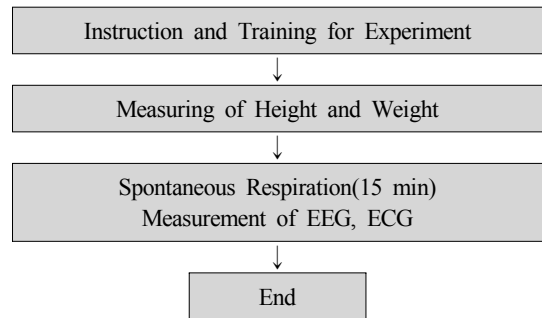 Instruction and Training for Experiment
Measuring of Height and Weight
Spontaneous Respiration(15 min)
Measurement of EEG, ECG
End